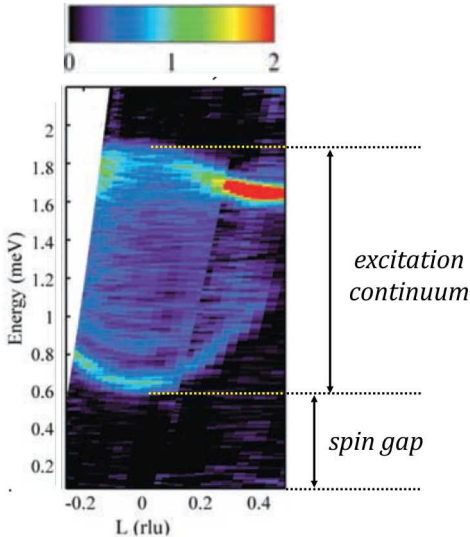 0 1 2
2
1.8
1.6
1.4
1.2
1
0.8
0.6
0.4
0.2
Energy (meV)
excitation
continuum
spin gap
-0.2 0 0.2 0.4
L (rlu)